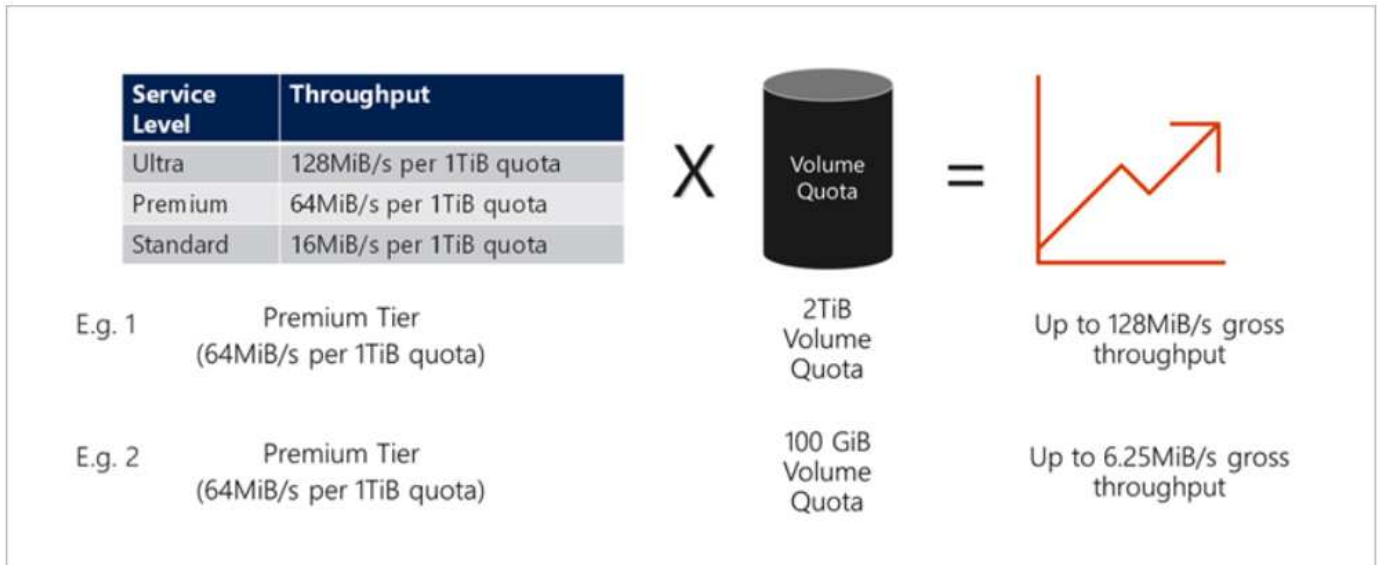 Service Level
Throughput
Ultra
128MiB/s per 1TiB quota
Premium
64MiB/s per 1TiB quota
Standard
16MiB/s per 1TiB quota
X
Volume
Quota
=
E.g. 1
Premium Tier
(64MiB/s per 1TiB quota)
2TiB
Volume
Quota
Up to 128MiB/s gross
throughput
E.g. 2
Premium Tier
(64MiB/s per 1TiB quota)
100 GiB
Volume
Quota
Up to 6.25MiB/s gross
throughput